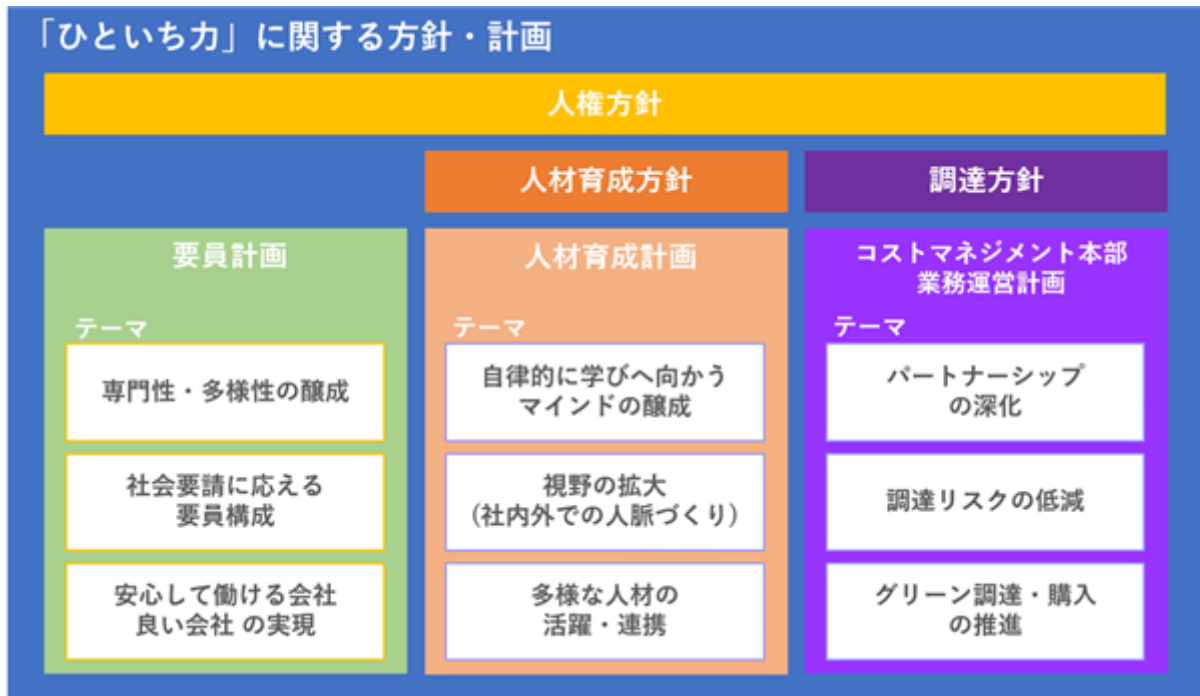 「ひといち力」に関する方針・計画
人権方針
人材育成方針
調達方針
要員計画
テーマ
専門性・多様性の醸成
社会要請に応える
要員構成
安心して働ける会社
良い会社 の実現
人材育成計画
テーマ
自律的に学びへ向かう
マインドの醸成
視野の拡大
(社内外での人脈づくり)
多様な人材の
活躍・連携
コストマネジメント本部
業務運営計画
テーマ
パートナーシップ
の深化
調達リスクの低減
グリーン調達・購入
の推進